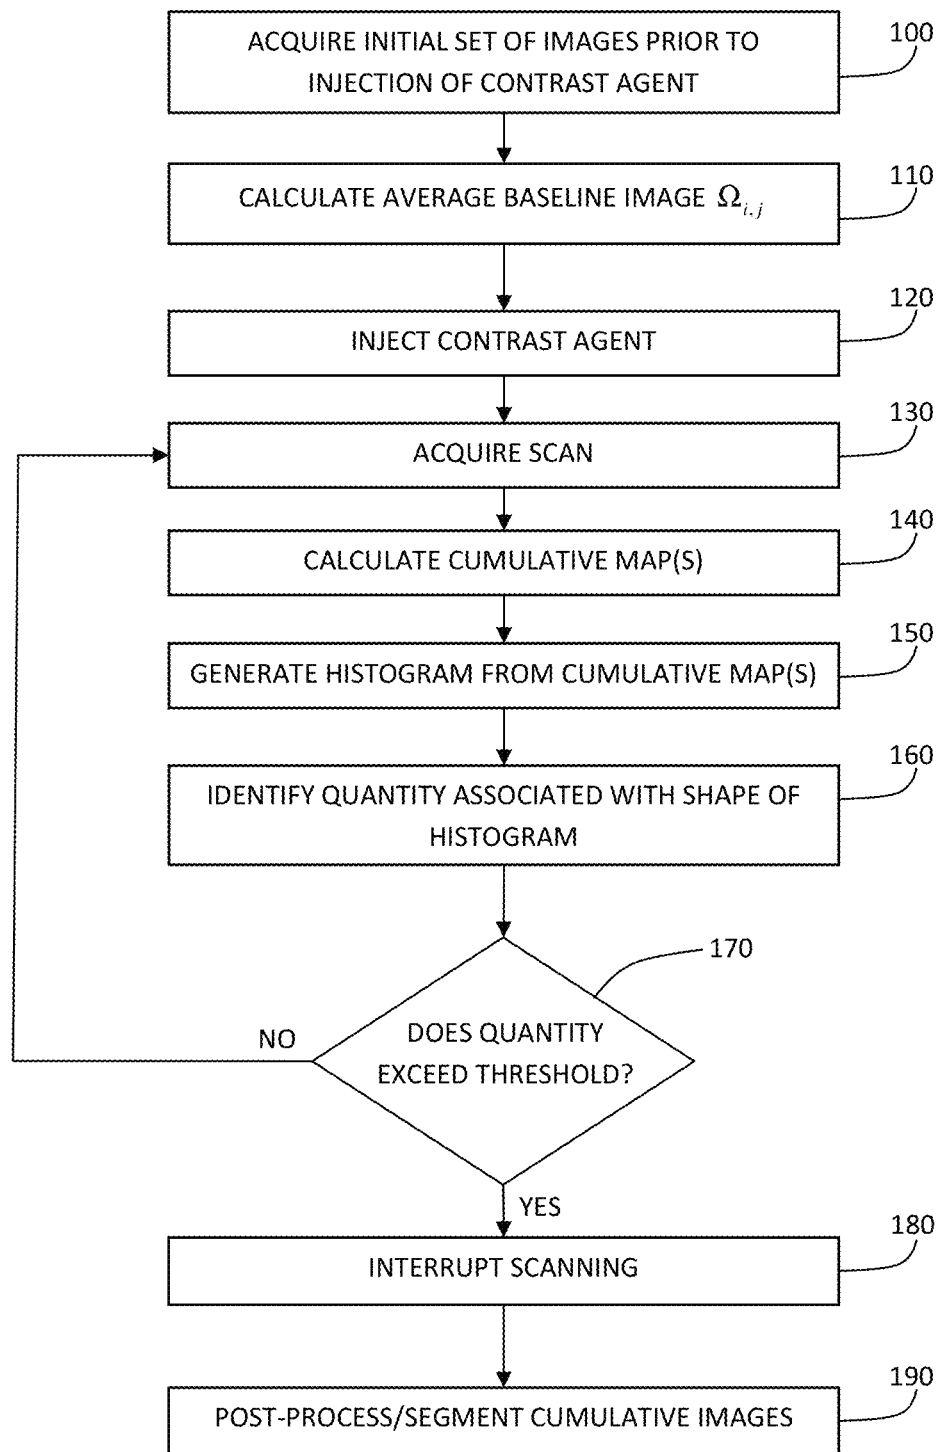 ACQUIRE INITIAL SET OF IMAGES PRIOR TO
INJECTION OF CONTRAST AGENT
100
CALCULATE AVERAGE BASELINE IMAGE Ω_{i,j}
110
INJECT CONTRAST AGENT
120
ACQUIRE SCAN
130
CALCULATE CUMULATIVE MAP(S)
140
GENERATE HISTOGRAM FROM CUMULATIVE MAP(S)
150
IDENTIFY QUANTITY ASSOCIATED WITH SHAPE OF
HISTOGRAM
160
DOES QUANTITY
EXCEED THRESHOLD?
170
NO
YES
INTERRUPT SCANNING
180
POST-PROCESS/SEGMENT CUMULATIVE IMAGES
190